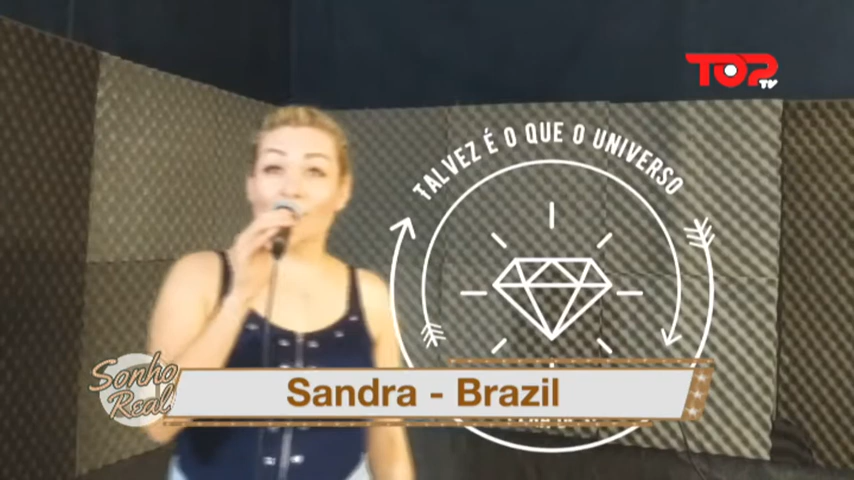 TOP TV
TALVEZ É O QUE O UNIVERSO
Sonho
Real
Sandra - Brazil